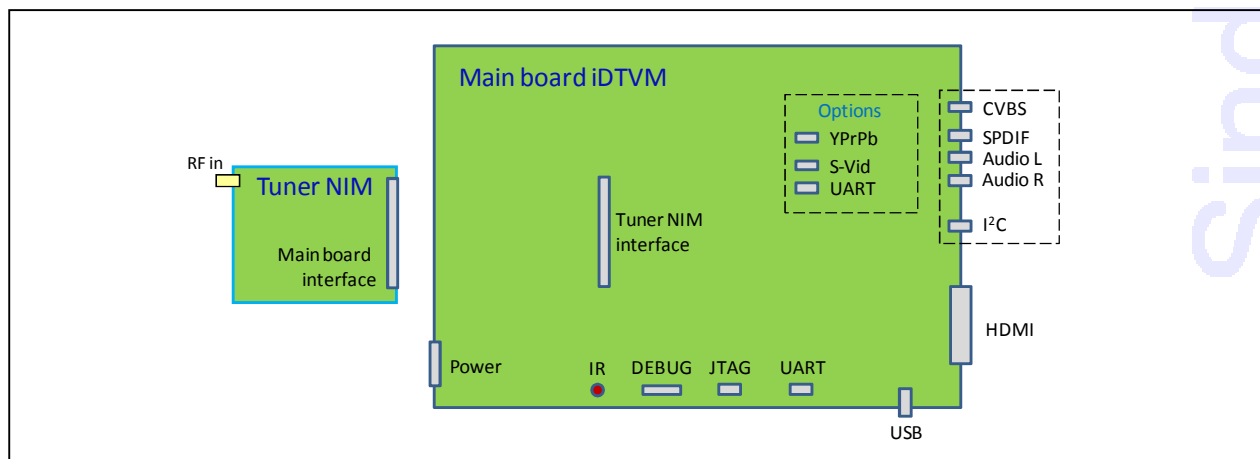 Main board iDTVM
Options
YPrPb
S-Vid
UART
CVBS
SPDIF
Audio L
Audio R
I²C
RF in
Tuner NIM
Main board
interface
Tuner NIM
interface
HDMI
Power
IR
DEBUG
JTAG
UART
USB